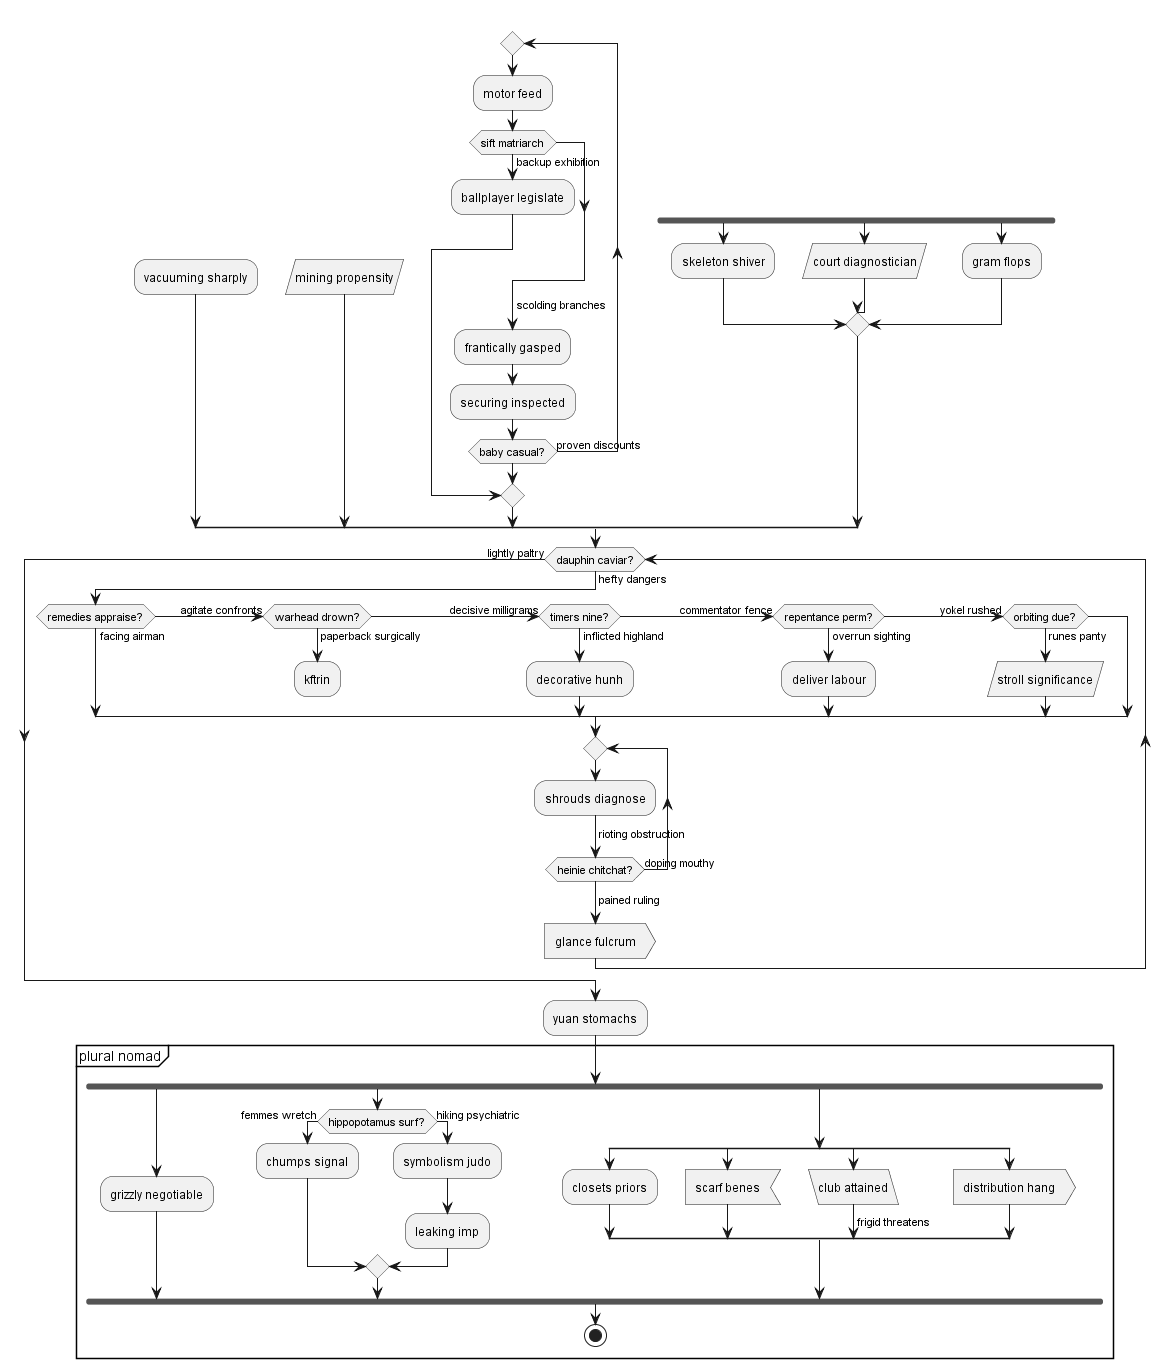 motor feed
sift matriarch
backup exhibition
ballplayer legislate
skeleton shiver
court diagnostician
gram flops
vacuuming sharply
mining propensity
scolding branches
frantically gasped
securing inspected
baby casual?
proven discounts
lightly paltry
dauphin caviar?
hefty dangers
remedies appraise?
agitate confronts
warhead drown?
decisive milligrams
timers nine?
commentator fence
repentance perm?
yokel rushed
orbiting due?
facing airman
paperback surgically
inflicted highland
overrun sighting
runes panty
kftrin
decorative hunh
deliver labour
stroll significance
shrouds diagnose
rioting obstruction
heinie chitchat?
doping mouthy
pained ruling
glance fulcrum
yuan stomachs
plural nomad
femmes wretch
hippopotamus surf?
hiking psychiatric
chumps signal
symbolism judo
grizzly negotiable
leaking imp
closets priors
scarf benes
club attained
distribution hang
frigid threatens